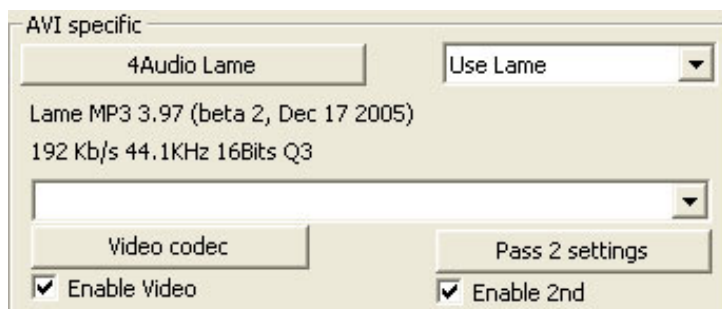 AVI specific
4Audio Lame
Use Lame
Lame MP3 3.97 (beta 2, Dec 17 2005)
192 Kb/s 44.1KHz 16Bits Q3
Video codec
Pass 2 settings
Enable Video
Enable 2nd